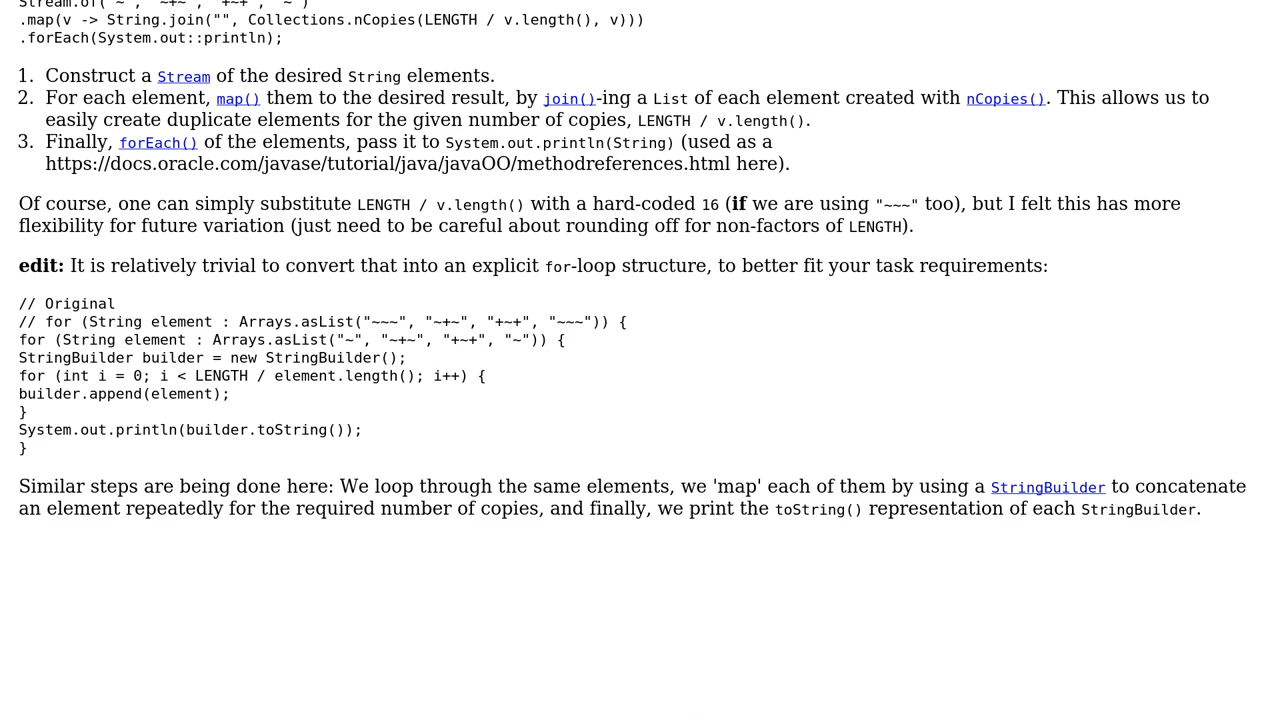 Stream.of("~", "~+~", "+~+", "~")
.map(v -> String.join("", Collections.nCopies(LENGTH / v.length(), v)))
.forEach(System.out::println);
1. Construct a Stream of the desired String elements.
2. For each element, map() them to the desired result, by join()-ing a List of each element created with nCopies(). This allows us to
easily create duplicate elements for the given number of copies, LENGTH / v.length().
3. Finally, forEach() of the elements, pass it to System.out.println(String) (used as a
https://docs.oracle.com/javase/tutorial/java/javaOO/methodreferences.html here).
Of course, one can simply substitute LENGTH / v.length() with a hard-coded 16 (if we are using "~~~" too), but I felt this has more
flexibility for future variation (just need to be careful about rounding off for non-factors of LENGTH).
edit: It is relatively trivial to convert that into an explicit for-loop structure, to better fit your task requirements:
// Original
// for (String element : Arrays.asList("~~~", "~+~", "+~+", "~~~")) {
for (String element : Arrays.asList("~", "~+~", "+~+", "~")) {
StringBuilder builder = new StringBuilder();
for (int i = 0; i < LENGTH / element.length(); i++) {
builder.append(element);
}
System.out.println(builder.toString());
}
Similar steps are being done here: We loop through the same elements, we 'map' each of them by using a StringBuilder to concatenate
an element repeatedly for the required number of copies, and finally, we print the toString() representation of each StringBuilder.